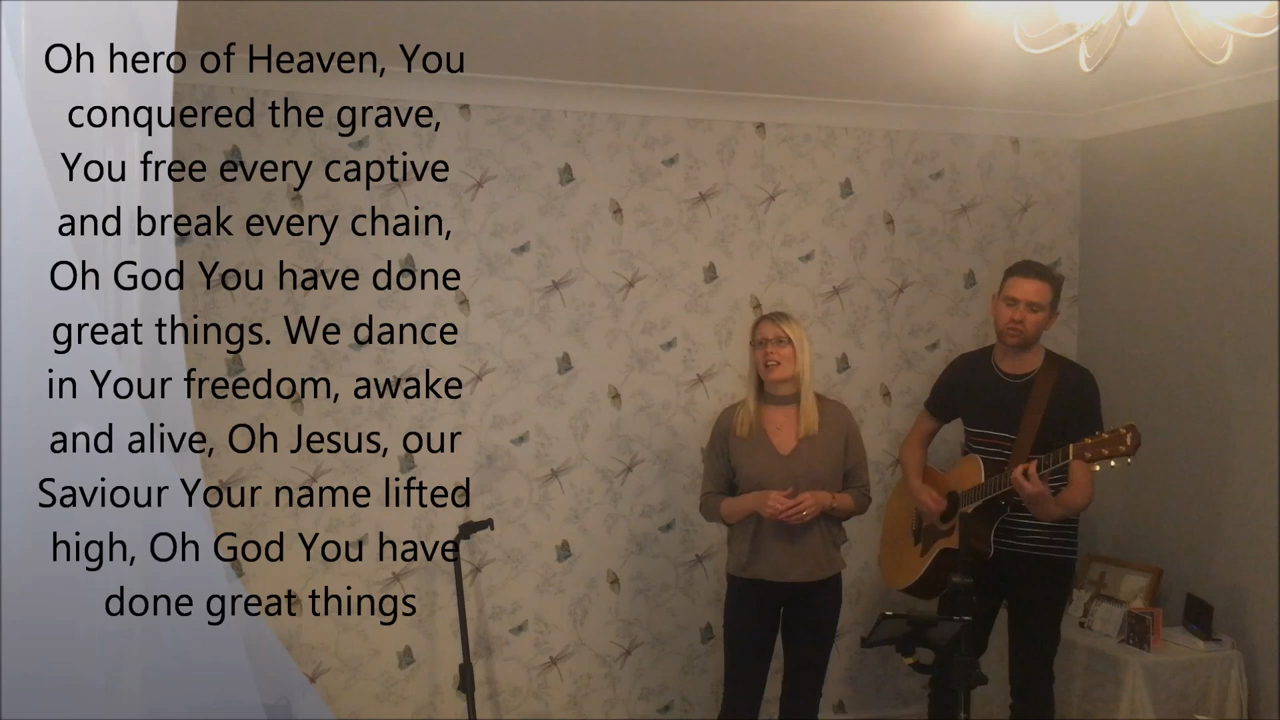 Oh hero of Heaven, You
conquered the grave,
You free every captive
and break every chain,
Oh God You have done
great things. We dance
in Your freedom, awake
and alive, Oh Jesus, our
Saviour Your name lifted
high, Oh God You have
done great things